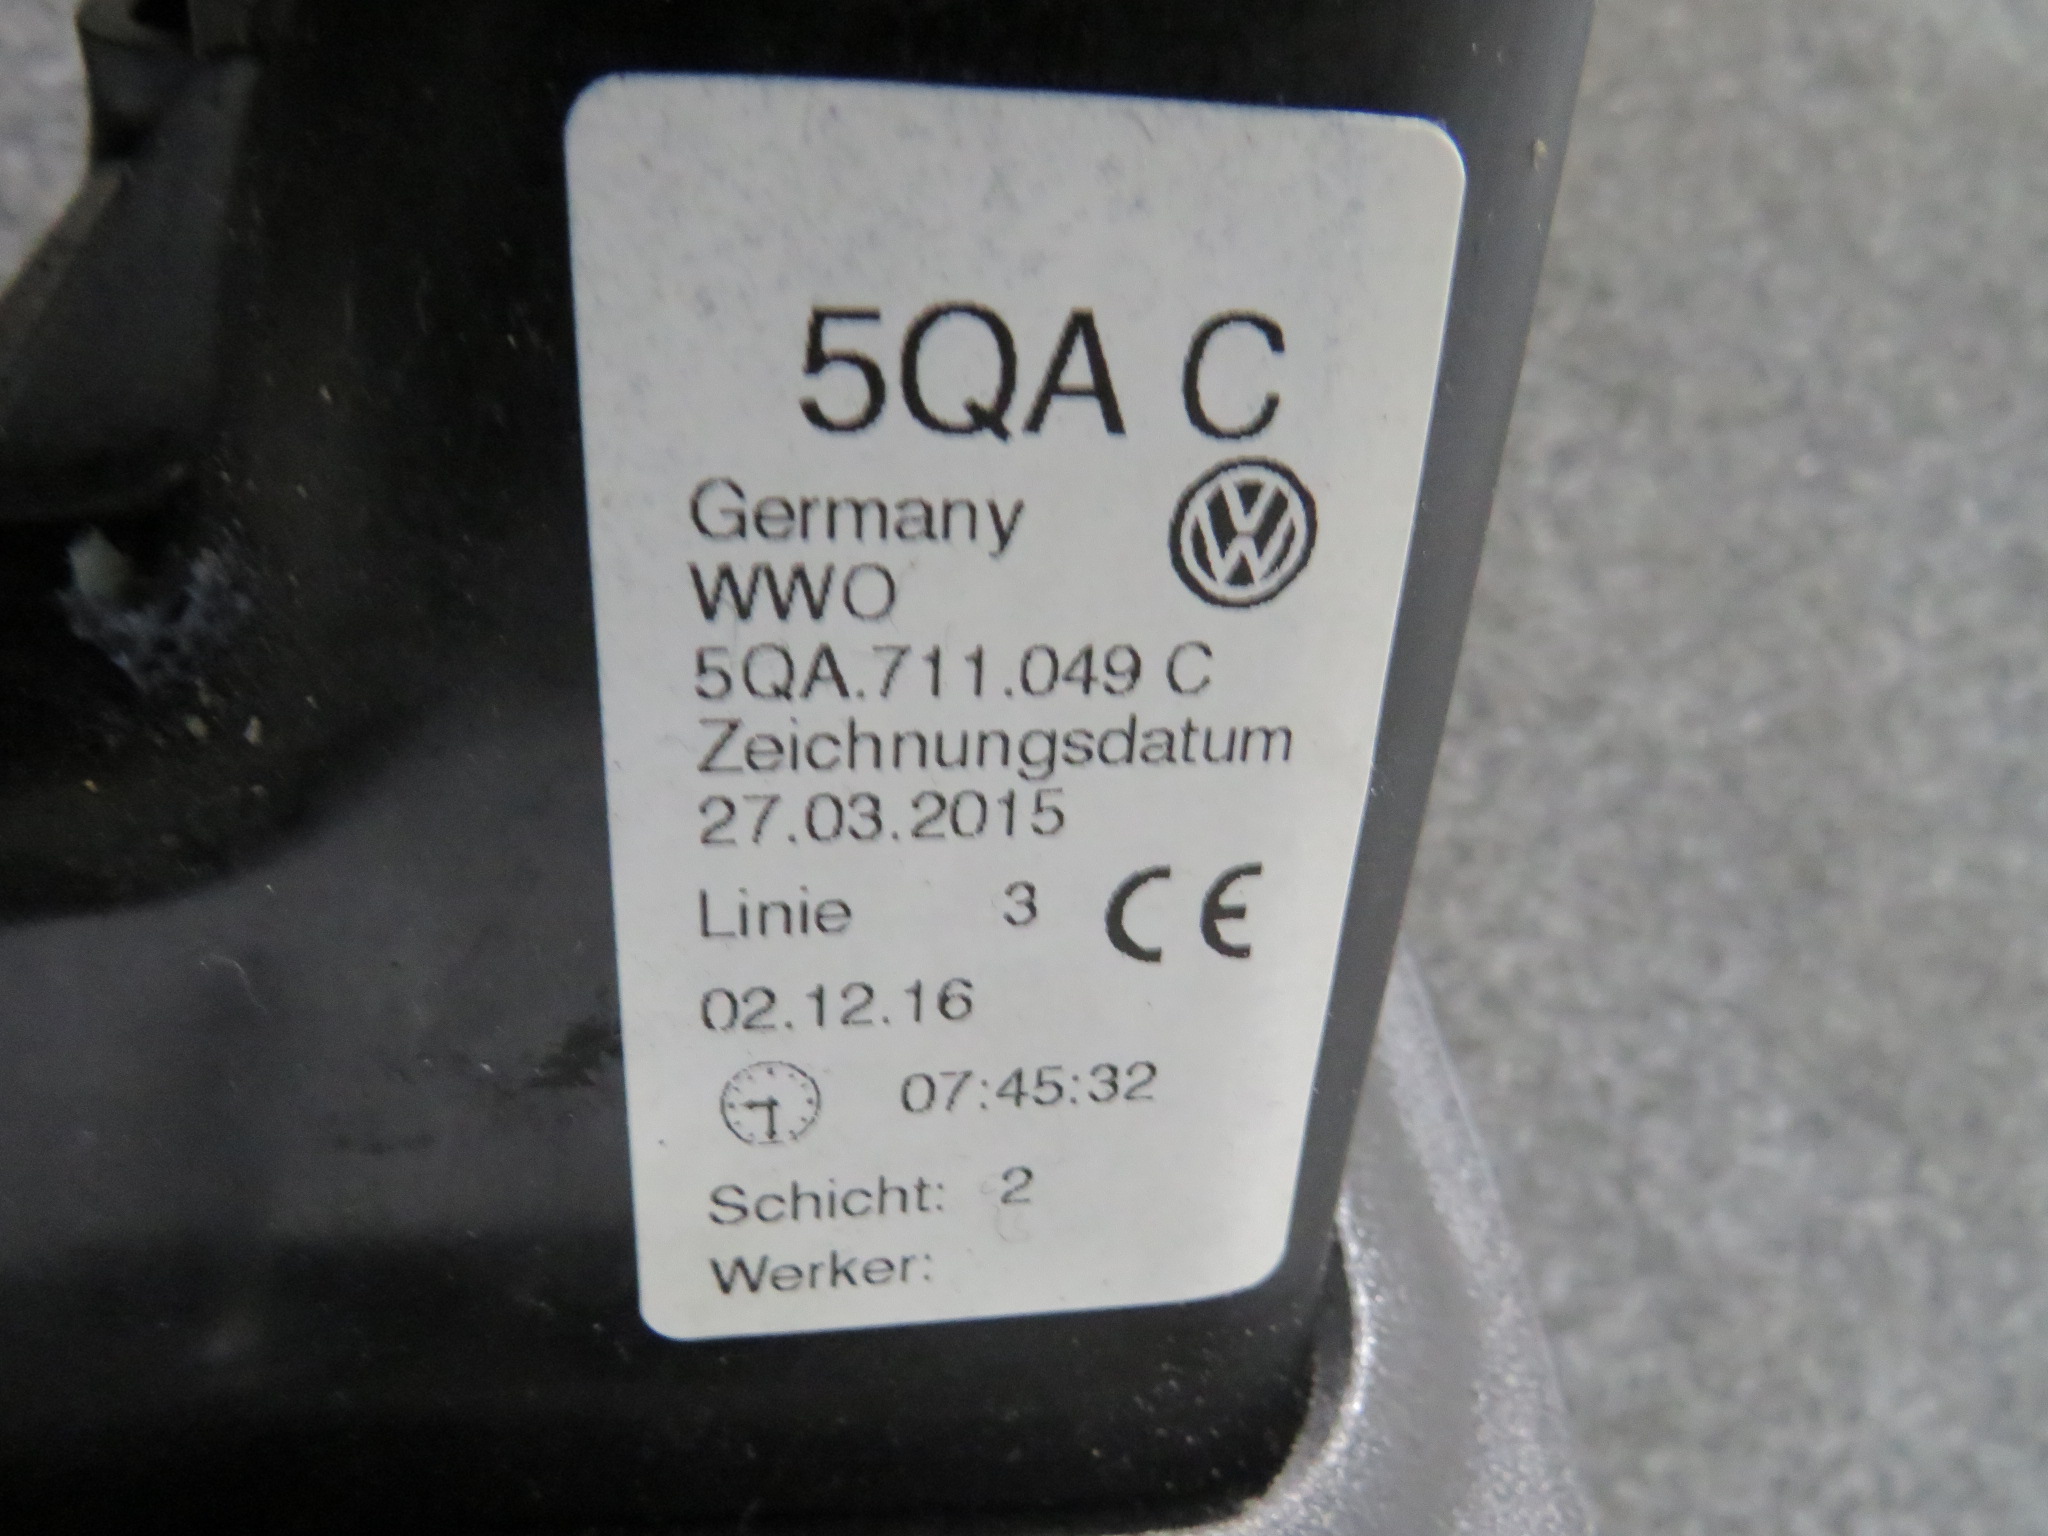 5QA C
Germany
WWO
5QA.711.049 C
Zeichnungsdatum
27.03.2015
Linie 3 CE
02.12.16
07:45:32
Schicht: 2
Werker: